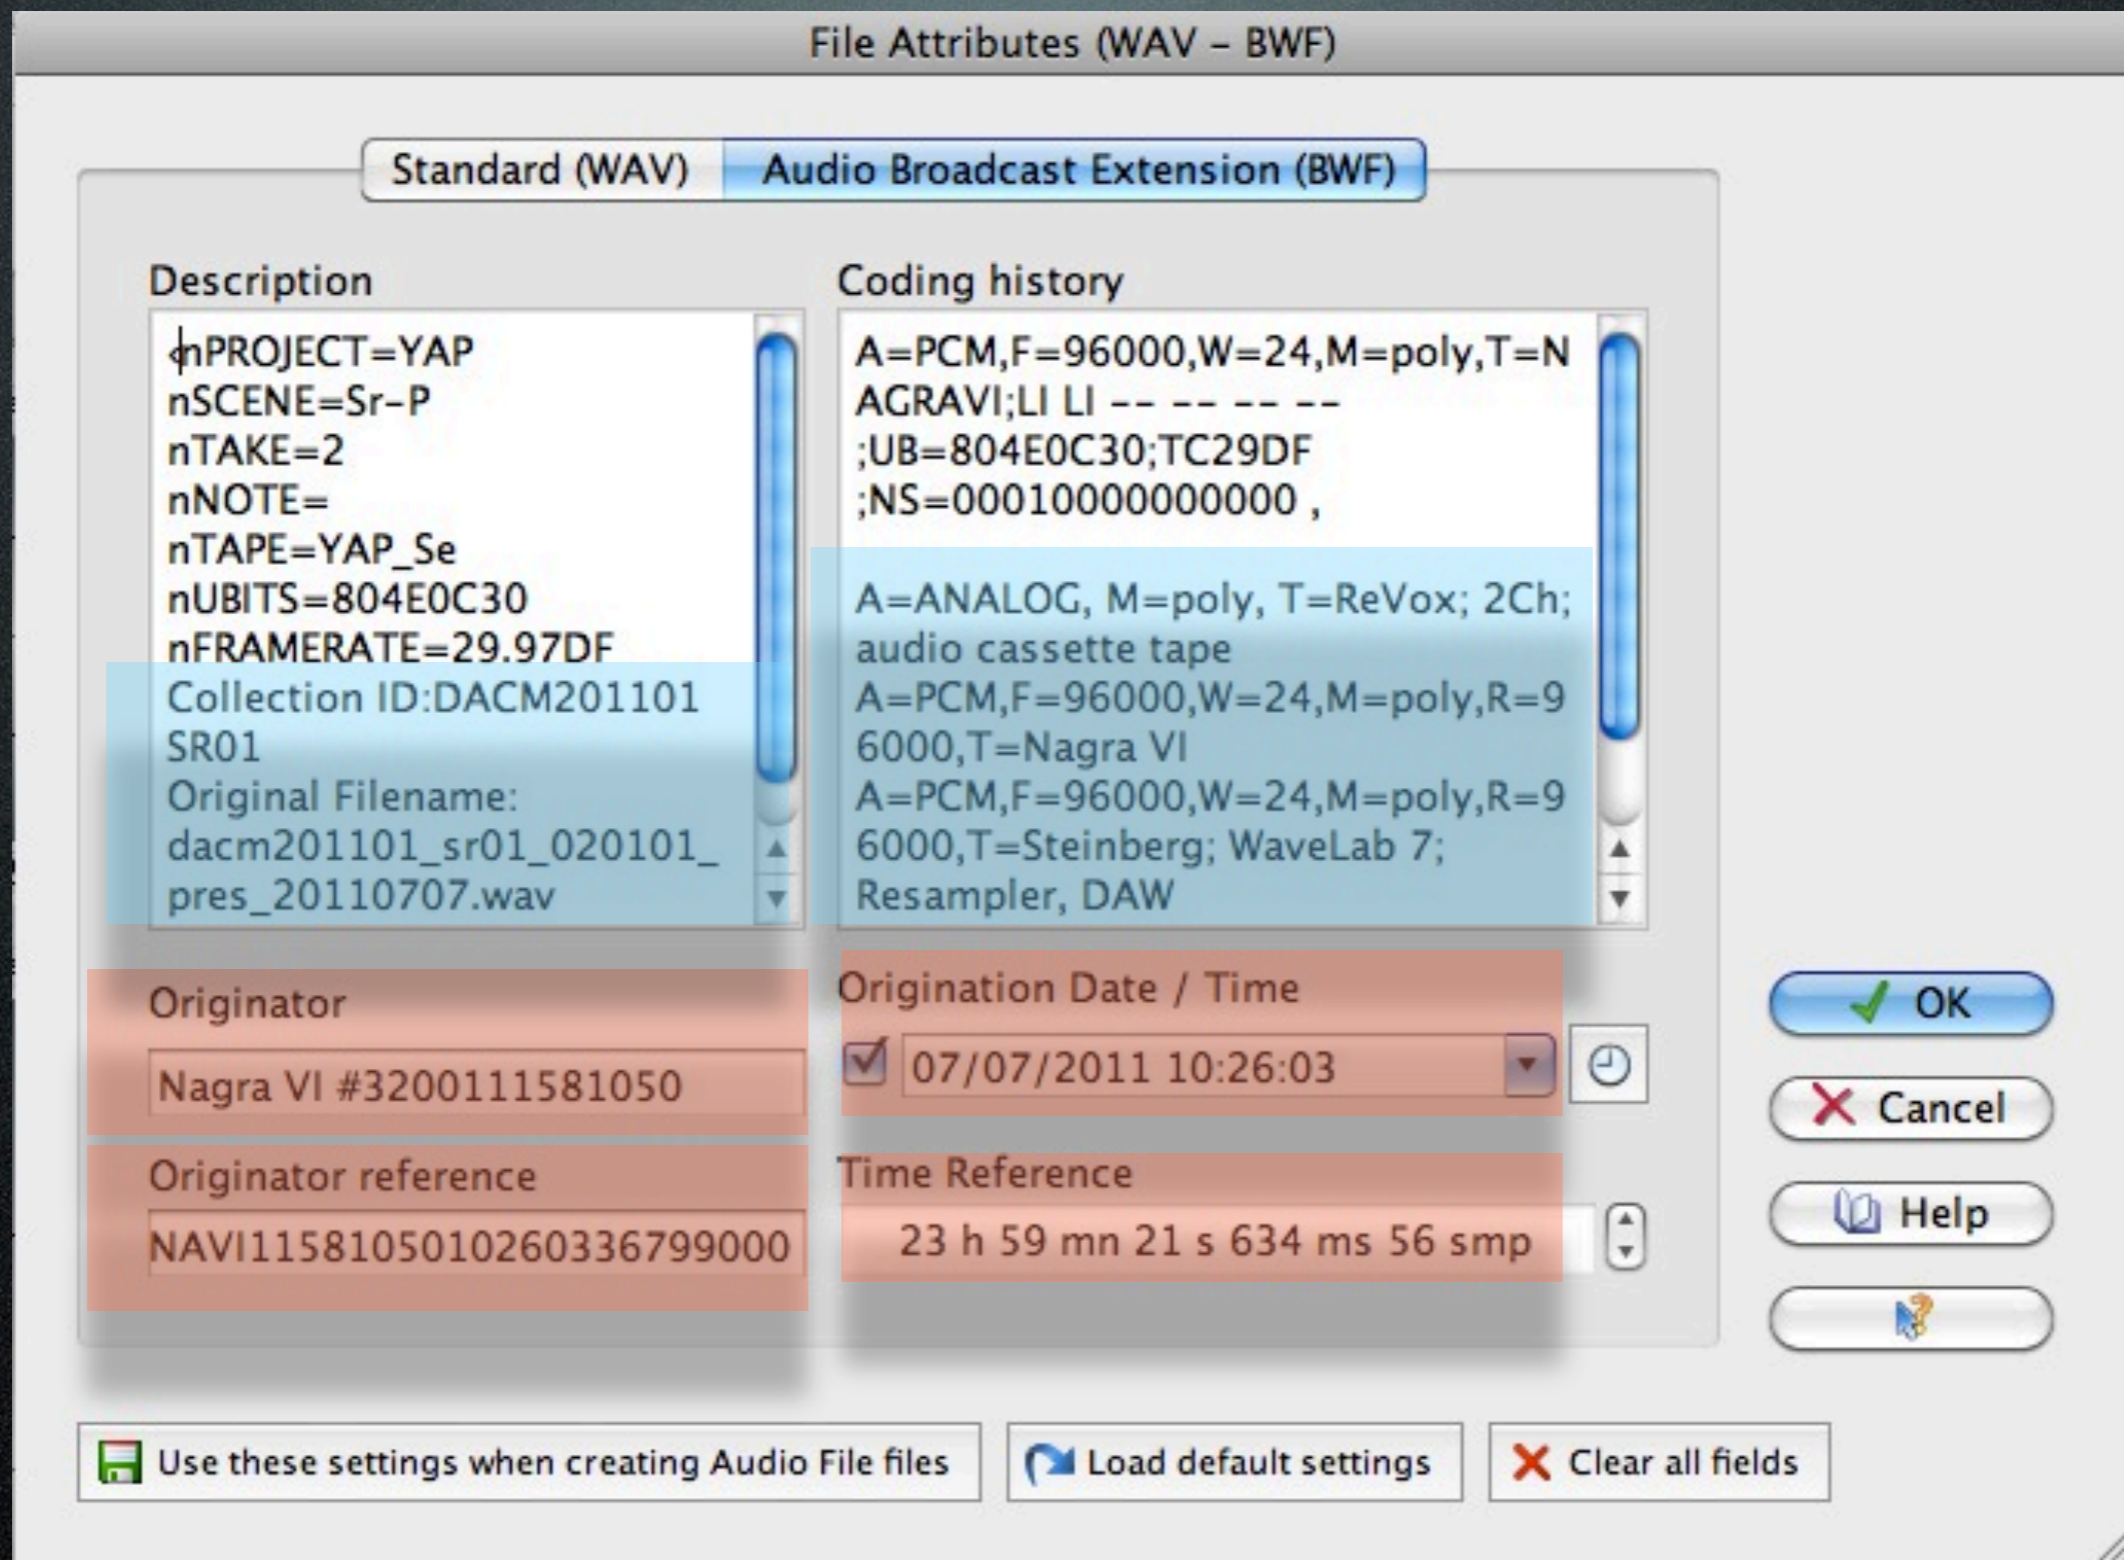 File Attributes (WAV – BWF)
Standard (WAV)
Audio Broadcast Extension (BWF)
Description
nPROJECT=YAP
nSCENE=Sr-P
nTAKE=2
nNOTE=
nTAPE=YAP_Se
nUBITS=804E0C30
nFRAMERATE=29.97DF
Collection ID:DACM201101
SR01
Original Filename:
dacm201101_sr01_020101_
pres_20110707.wav
Coding history
A=PCM,F=96000,W=24,M=poly,T=N
AGRAVI;LI LI -- -- -- --
;UB=804E0C30;TC29DF
;NS=00010000000000 ,
A=ANALOG, M=poly, T=ReVox; 2Ch;
audio cassette tape
A=PCM,F=96000,W=24,M=poly,R=9
6000,T=Nagra VI
A=PCM,F=96000,W=24,M=poly,R=9
6000,T=Steinberg; WaveLab 7;
Resampler, DAW
Originator
Nagra VI #3200111581050
Origination Date / Time
07/07/2011 10:26:03
Originator reference
NAVI1158105010260336799000
Time Reference
23 h 59 mn 21 s 634 ms 56 smp
OK
Cancel
Help
Use these settings when creating Audio File files
Load default settings
Clear all fields